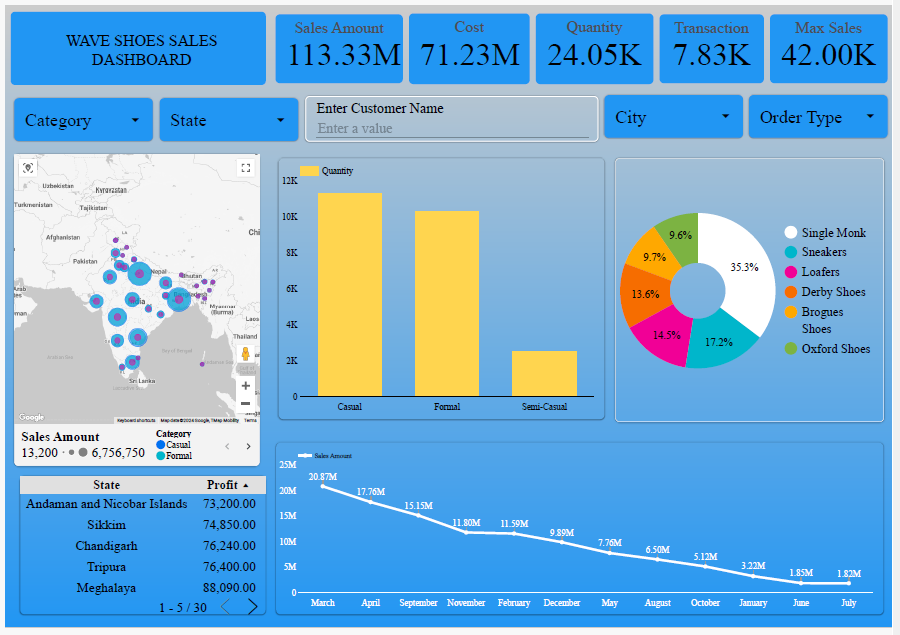 WAVE SHOES SALES
DASHBOARD
Sales Amount
113.33M
Cost
71.23M
Quantity
24.05K
Transaction
7.83K
Max Sales
42.00K
Category
State
Enter Customer Name
Enter a value
City
Order Type
Uzbekistan
Kyrgyzstan
Turkmenistan
Tajikistan
Afghanistan
Chi
Pakistan
Nepal
Bhutan
India
Myanmar
(Burma)
Laos
Thailand
Arabian Sea
Bay of Bengal
Sri Lanka
Google
Keyboard shortcuts
Map data ©2024 Google, TMap Mobility
Terms
Sales Amount
13,200
6,756,750
Category
Casual
Formal
State Profit
Andaman and Nicobar Islands 73,200.00
Sikkim 74,850.00
Chandigarh 76,240.00
Tripura 76,400.00
Meghalaya 88,090.00
1 - 5 / 30
Quantity
12K
10K
8K
6K
4K
2K
0
Casual Formal Semi-Casual
35.3%
17.2%
14.5%
13.6%
9.7%
9.6%
Single Monk
Sneakers
Loafers
Derby Shoes
Brogues
Shoes
Oxford Shoes
Sales Amount
25M
20M
15M
10M
5M
0
20.87M
17.76M
15.15M
11.80M
11.59M
9.89M
7.76M
6.50M
5.12M
3.22M
1.85M
1.82M
March April September November February December May August October January June July